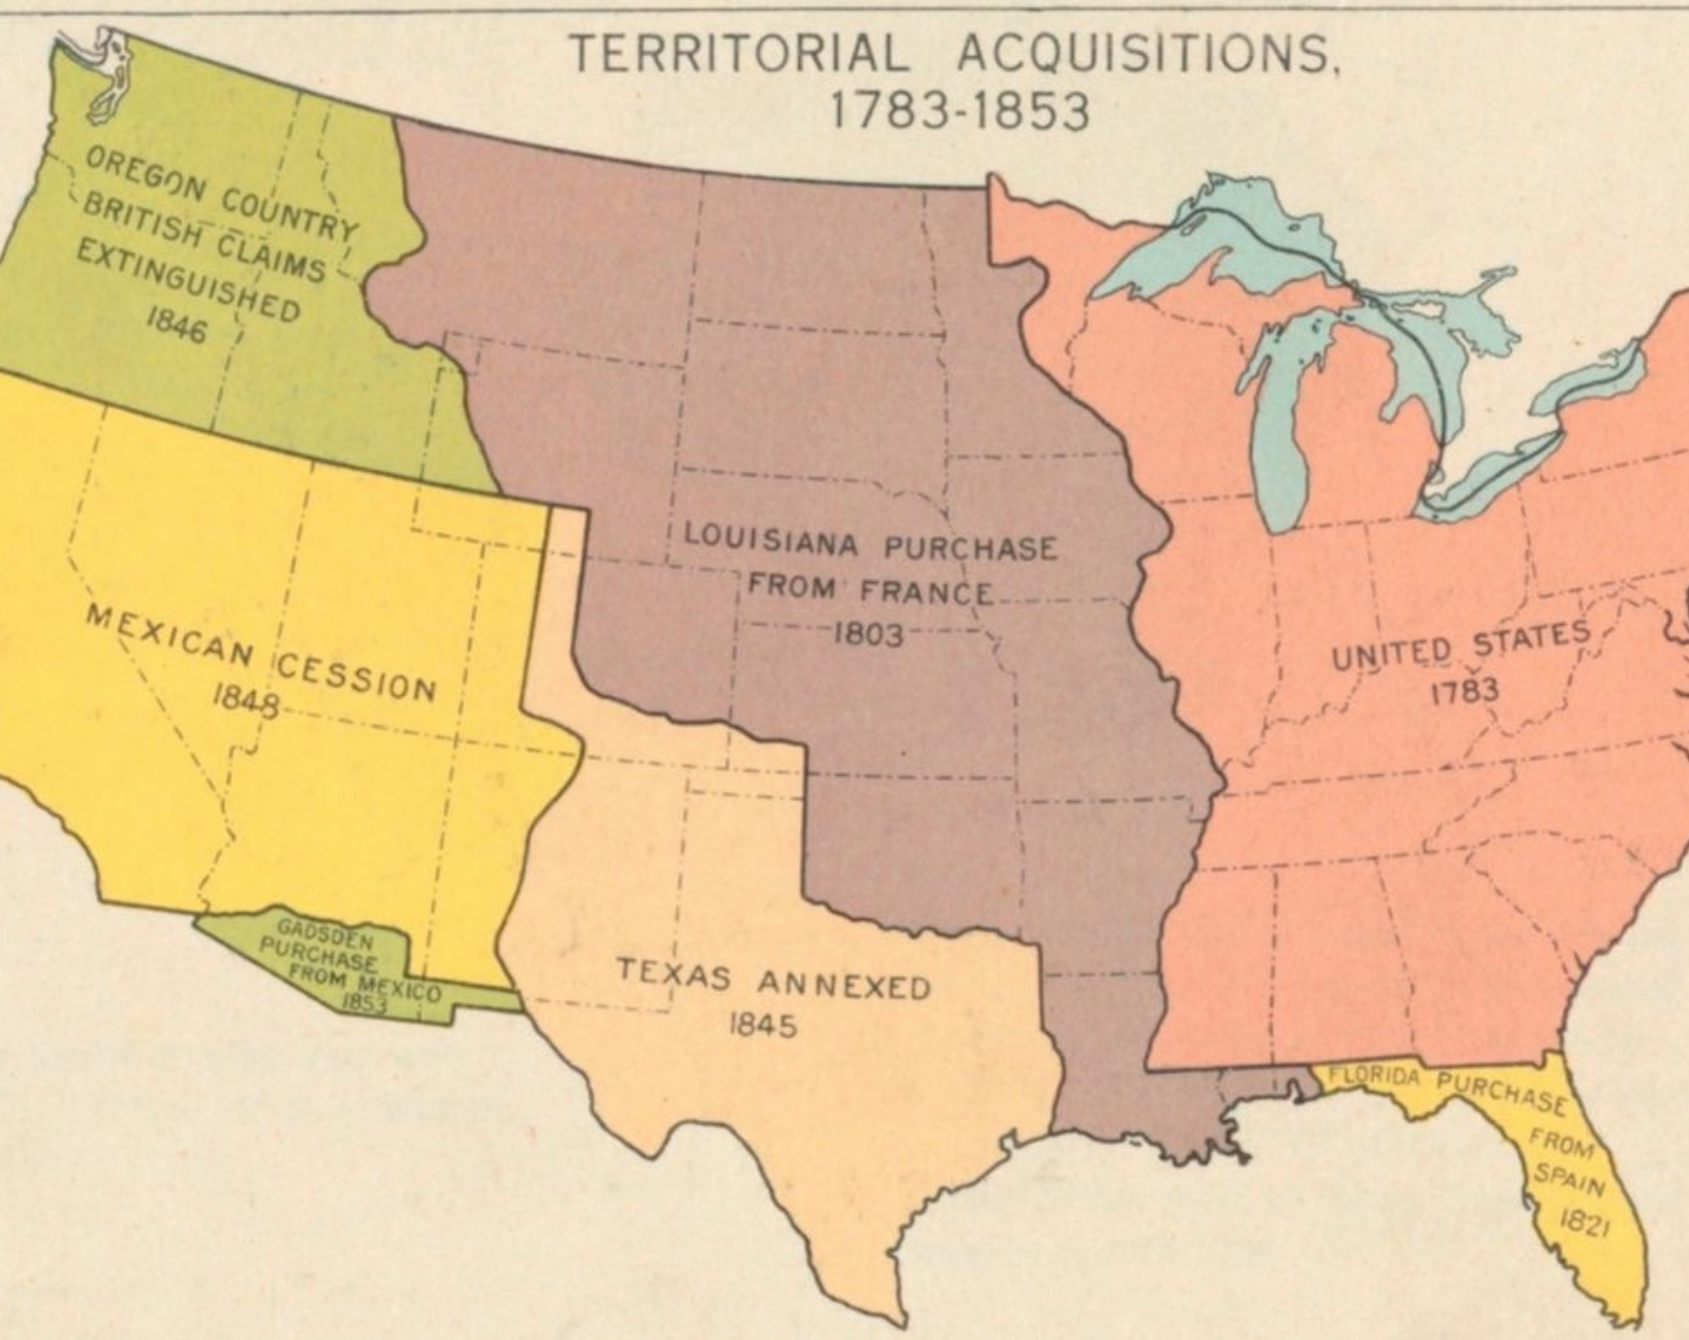 TERRITORIAL ACQUISITIONS,
1783-1853
OREGON COUNTRY
BRITISH CLAIMS
EXTINGUISHED
1846
LOUISIANA PURCHASE
FROM FRANCE
1803
UNITED STATES
1783
MEXICAN CESSION
1848
GADSDEN
PURCHASE
FROM MEXICO
1853
TEXAS ANNEXED
1845
FLORIDA PURCHASE
FROM
SPAIN
1821